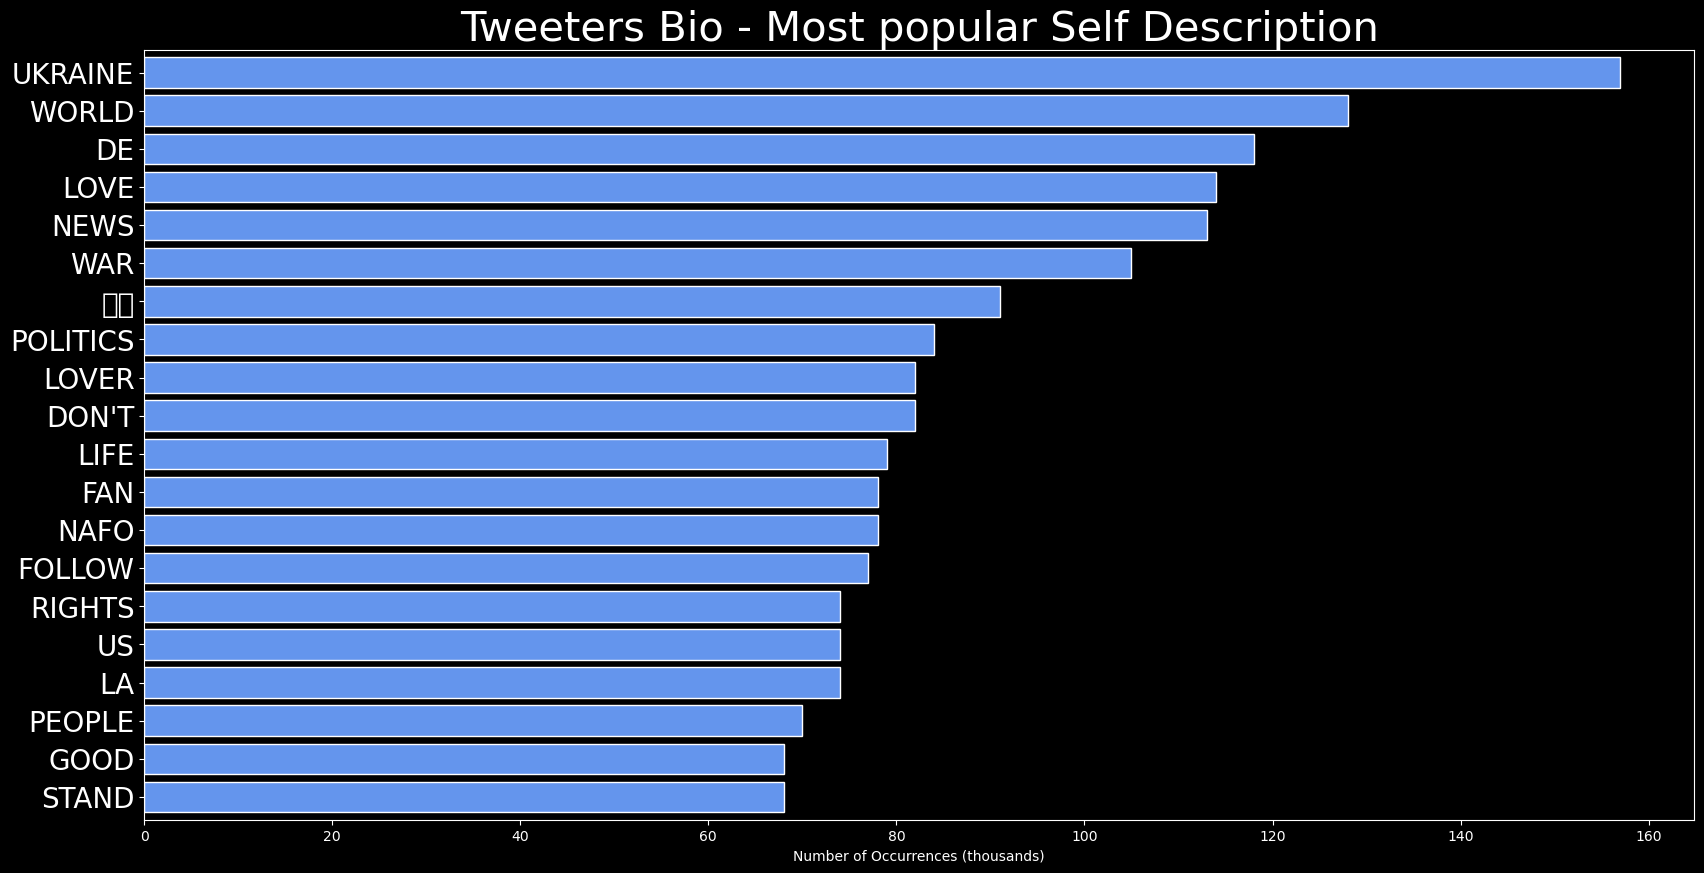 Tweeters Bio - Most popular Self Description
UKRAINE
WORLD
DE
LOVE
NEWS
WAR
POLITICS
LOVER
DON'T
LIFE
FAN
NAFO
FOLLOW
RIGHTS
US
LA
PEOPLE
GOOD
STAND
0 20 40 60 80 100 120 140 160
Number of Occurrences (thousands)